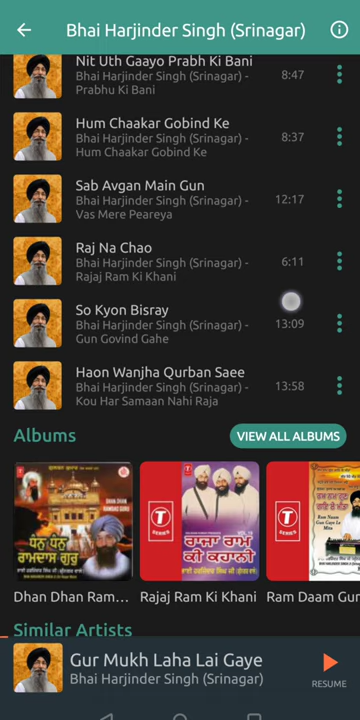 Bhai Harjinder Singh (Srinagar)
Nit Uth Gaayo Prabh Ki Bani
Bhai Harjinder Singh (Srinagar) -
Prabhu Ki Bani
8:47
Hum Chaakar Gobind Ke
Bhai Harjinder Singh (Srinagar) -
Hum Chaakar Gobind Ke
8:37
Sab Avgan Main Gun
Bhai Harjinder Singh (Srinagar) -
Vas Mere Peareya
12:17
Raj Na Chao
Bhai Harjinder Singh (Srinagar) -
Rajaj Ram Ki Khani
6:11
So Kyon Bisray
Bhai Harjinder Singh (Srinagar) -
Gun Govind Gahe
13:09
Haon Wanjha Qurban Saee
Bhai Harjinder Singh (Srinagar) -
Kou Har Samaan Nahi Raja
13:58
Albums
VIEW ALL ALBUMS
DHAN DHAN
RAMDAS GURU
ਧੰਨੁ ਧੰਨੁ
ਰਾਮਦਾਸ ਗੁਰੁ
T
SERIES
ਰਾਜਾ ਰਾਮ
ਕੀ ਕਹਾਣੀ
T
SERIES
Dhan Dhan Ram...
Rajaj Ram Ki Khani
Ram Daam Gur
Similar Artists
Gur Mukh Laha Lai Gaye
Bhai Harjinder Singh (Srinagar)
RESUME